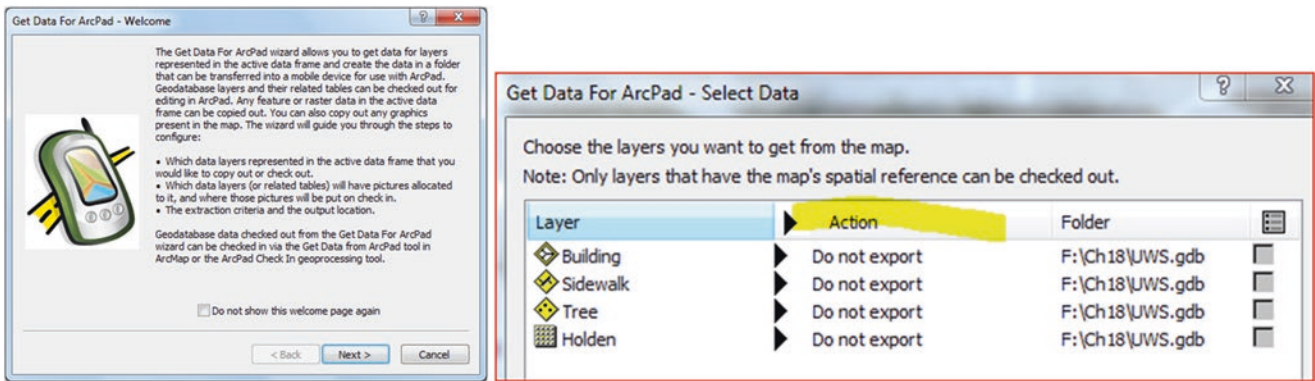 Get Data For ArcPad - Welcome
The Get Data For ArcPad wizard allows you to get data for layers
represented in the active data frame and create the data in a folder
that can be transferred into a mobile device for use with ArcPad.
Geodatabase layers and their related tables can be checked out for
editing in ArcPad. Any feature or raster data in the active data
frame can be copied out. You can also copy out any graphics
present in the map. The wizard will guide you through the steps to
configure:
• Which data layers represented in the active data frame that you
would like to copy out or check out.
• Which data layers (or related tables) will have pictures allocated
to it, and where those pictures will be put on check in.
• The extraction criteria and the output location.
Geodatabase data checked out from the Get Data For ArcPad
wizard can be checked in via the Get Data from ArcPad tool in
ArcMap or the ArcPad Check In geoprocessing tool.
Do not show this welcome page again
< Back Next > Cancel
Get Data For ArcPad - Select Data
Choose the layers you want to get from the map.
Note: Only layers that have the map's spatial reference can be checked out.
Layer Action Folder
Building Do not export F:\Ch18\UWS.gdb
Sidewalk Do not export F:\Ch18\UWS.gdb
Tree Do not export F:\Ch18\UWS.gdb
Holden Do not export F:\Ch18\UWS.gdb